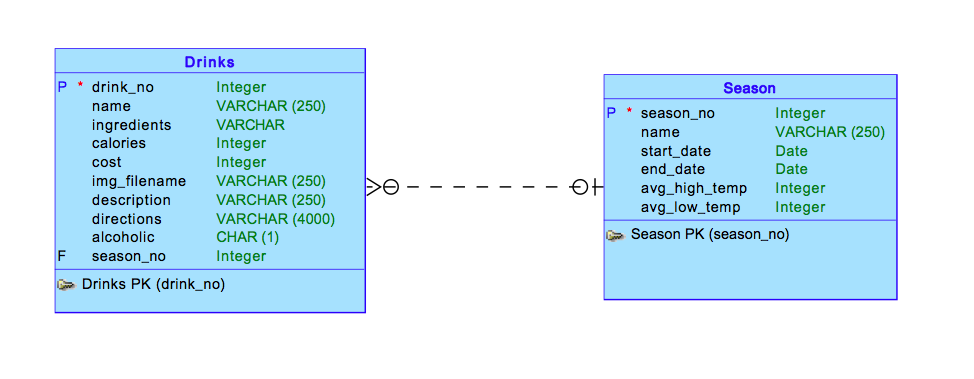 Drinks
P * drink_no Integer
name VARCHAR (250)
ingredients VARCHAR
calories Integer
cost Integer
img_filename VARCHAR (250)
description VARCHAR (250)
directions VARCHAR (4000)
alcoholic CHAR (1)
F season_no Integer
Drinks PK (drink_no)
Season
P * season_no Integer
name VARCHAR (250)
start_date Date
end_date Date
avg_high_temp Integer
avg_low_temp Integer
Season PK (season_no)